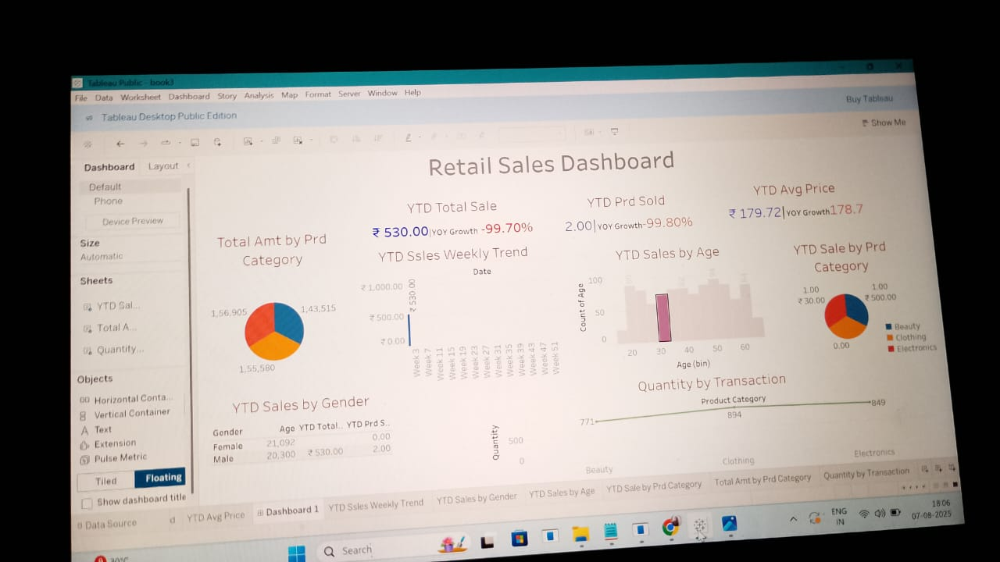 Tableau Public - book3
File Data Worksheet Dashboard Story Analysis Map Format Server Window Help
Tableau Desktop Public Edition
Buy Tableau
Show Me
Dashboard Layout
Default
Phone
Device Preview
Size
Automatic
Sheets
YTD Sal...
Total A...
Quantity...
Objects
Horizontal Conta...
Vertical Container
Text
Extension
Pulse Metric
Tiled Floating
Show dashboard title
Retail Sales Dashboard
YTD Total Sale
₹ 530.00|YOY Growth -99.70%
YTD Prd Sold
2.00|YOY Growth-99.80%
YTD Avg Price
₹ 179.72|YOY Growth178.7
Total Amt by Prd
Category
1,56,905
1,43,515
1,55,580
YTD Ssles Weekly Trend
Date
₹ 1,000.00
₹ 500.00
₹ 0.00
₹ 530.00
Week 3
Week 7
Week 11
Week 15
Week 19
Week 23
Week 27
Week 31
Week 35
Week 39
Week 43
Week 47
Week 51
YTD Sales by Age
Count of Age
100
50
0
20 30 40 50 60
Age (bin)
YTD Sale by Prd
Category
1.00
₹ 30.00
1.00
₹ 500.00
0.00
Beauty
Clothing
Electronics
YTD Sales by Gender
Gender Age YTD Total.. YTD Prd S..
Female 21,092 0.00
Male 20,300 ₹ 530.00 2.00
Quantity by Transaction
Product Category
Quantity
500
0
771
894
849
Beauty Clothing Electronics
Data Source d YTD Avg Price Dashboard 1 YTD Ssles Weekly Trend YTD Sales by Gender YTD Sales by Age YTD Sale by Prd Category Total Amt by Prd Category Quantity by Transaction
30°C
Search
ENG
IN
18:06
07-08-2025